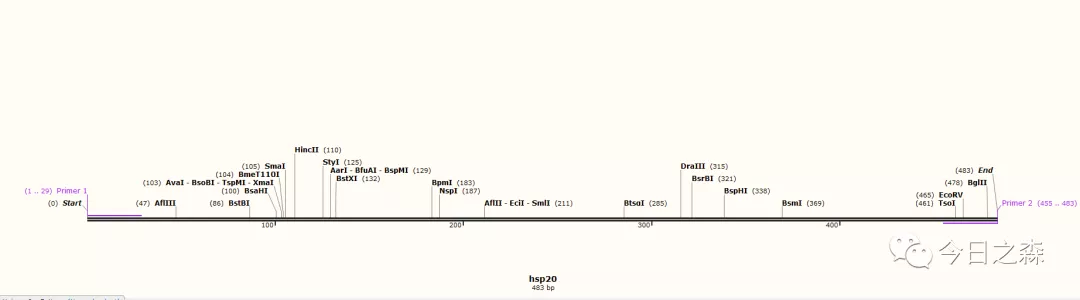 HincII (110)
StyI (125)
(105) SmaI
AarI - BfuAI - BspMI (129)
DraIII (315)
(483) End
(104) BmeT110I
BstXI (132)
BsrBI (321)
(103) AvaI - BsoBI - TspMI - XmaI
BpmI (183)
(478) BglII
(1 .. 29) Primer 1
(100) BsaHI
NspI (187)
BspHI (338)
(465) EcoRV
(0) Start
(47) AflIII
(86) BstBI
AflII - EciI - SmlI (211)
BtsoI (285)
BsmI (369)
(461) TsoI
Primer 2 (455 .. 483)
100
200
300
400
今日之森
hsp20
483 bp